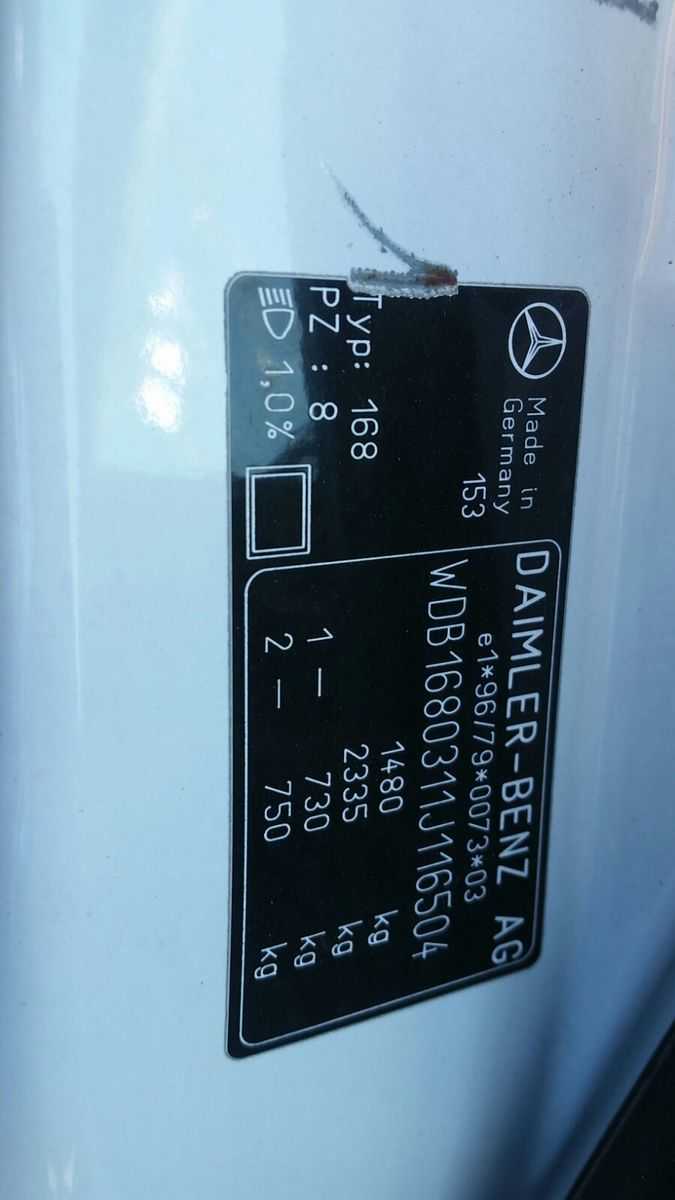 Made in
Germany
153
Typ: 168
PZ : 8
1,0%
DAIMLER-BENZ AG
e1*96/79*0073*03
WDB1680311J116504
1480 kg
2335 kg
1 — 730 kg
2 — 750 kg